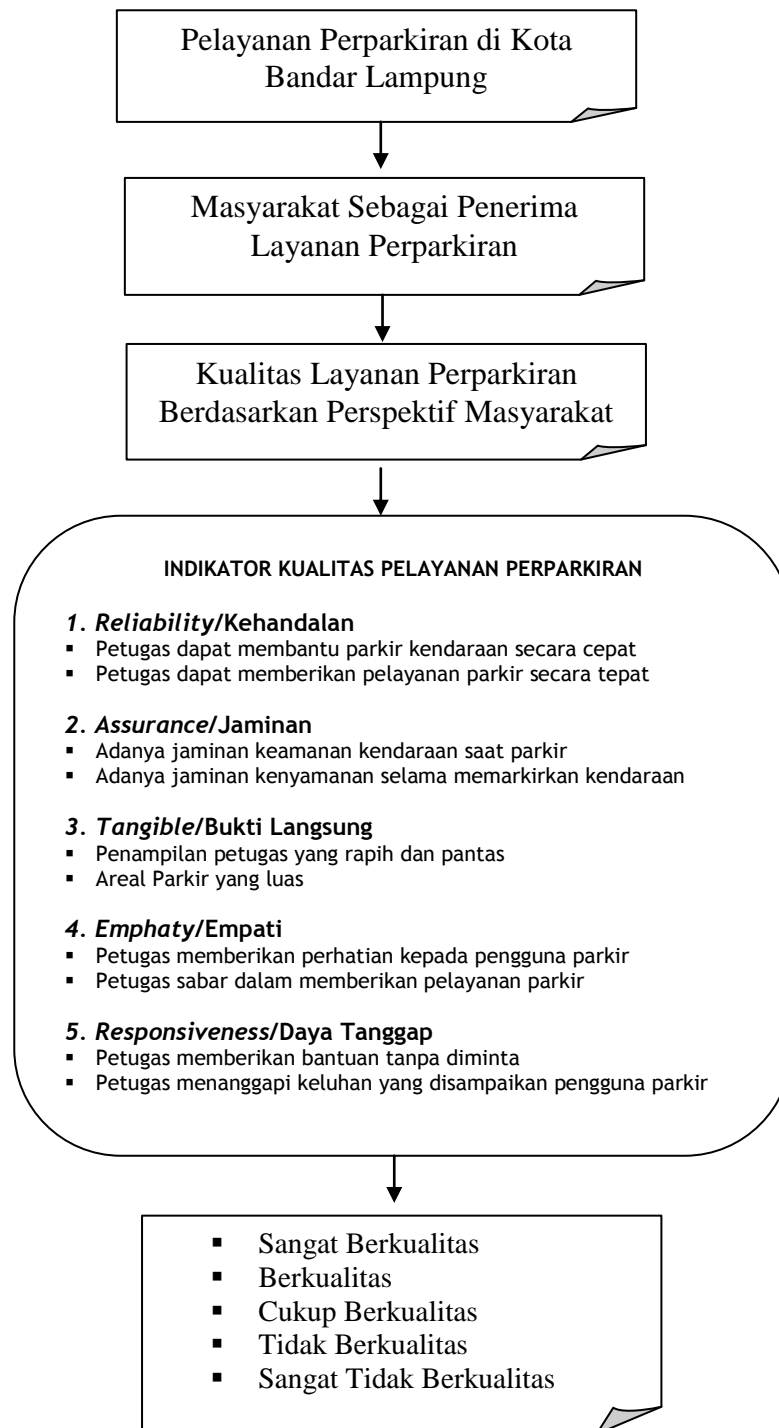 Pelayanan Perparkiran di Kota
Bandar Lampung
Masyarakat Sebagai Penerima
Layanan Perparkiran
Kualitas Layanan Perparkiran
Berdasarkan Perspektif Masyarakat
INDIKATOR KUALITAS PELAYANAN PERPARKIRAN
1. Reliability/Kehandalan
▪ Petugas dapat membantu parkir kendaraan secara cepat
▪ Petugas dapat memberikan pelayanan parkir secara tepat
2. Assurance/Jaminan
▪ Adanya jaminan keamanan kendaraan saat parkir
▪ Adanya jaminan kenyamanan selama memarkirkan kendaraan
3. Tangible/Bukti Langsung
▪ Penampilan petugas yang rapih dan pantas
▪ Areal Parkir yang luas
4. Emphaty/Empati
▪ Petugas memberikan perhatian kepada pengguna parkir
▪ Petugas sabar dalam memberikan pelayanan parkir
5. Responsiveness/Daya Tanggap
▪ Petugas memberikan bantuan tanpa diminta
▪ Petugas menanggapi keluhan yang disampaikan pengguna parkir
▪ Sangat Berkualitas
▪ Berkualitas
▪ Cukup Berkualitas
▪ Tidak Berkualitas
▪ Sangat Tidak Berkualitas